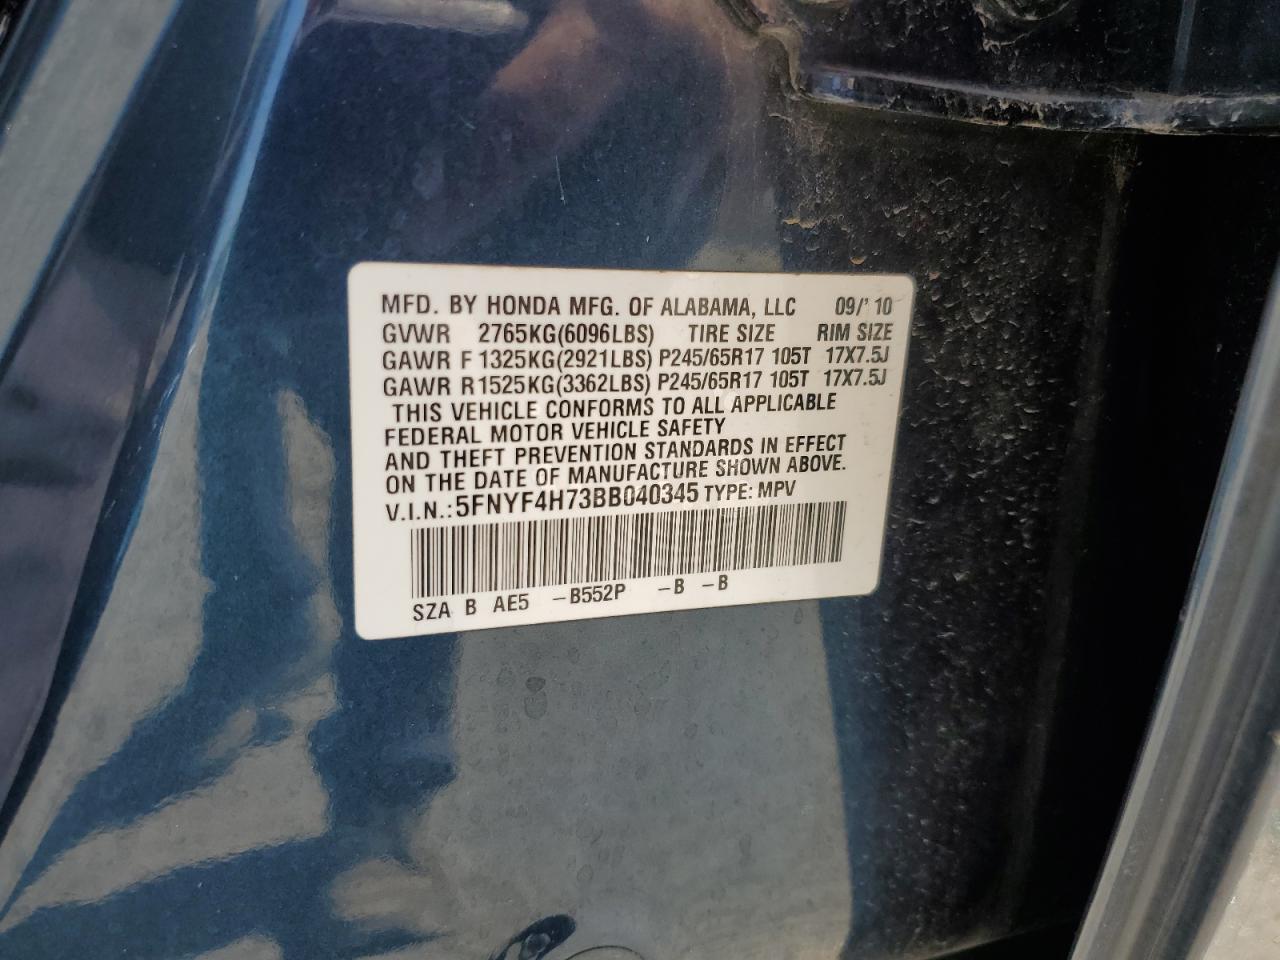 MFD. BY HONDA MFG. OF ALABAMA, LLC 09/'10
GVWR 2765KG(6096LBS) TIRE SIZE RIM SIZE
GAWR F 1325KG(2921LBS) P245/65R17 105T 17X7.5J
GAWR R1525KG(3362LBS) P245/65R17 105T 17X7.5J
THIS VEHICLE CONFORMS TO ALL APPLICABLE
FEDERAL MOTOR VEHICLE SAFETY
AND THEFT PREVENTION STANDARDS IN EFFECT
ON THE DATE OF MANUFACTURE SHOWN ABOVE.
V.I.N.:5FNYF4H73BB040345 TYPE: MPV
SZA B AE5 -B552P -B -B